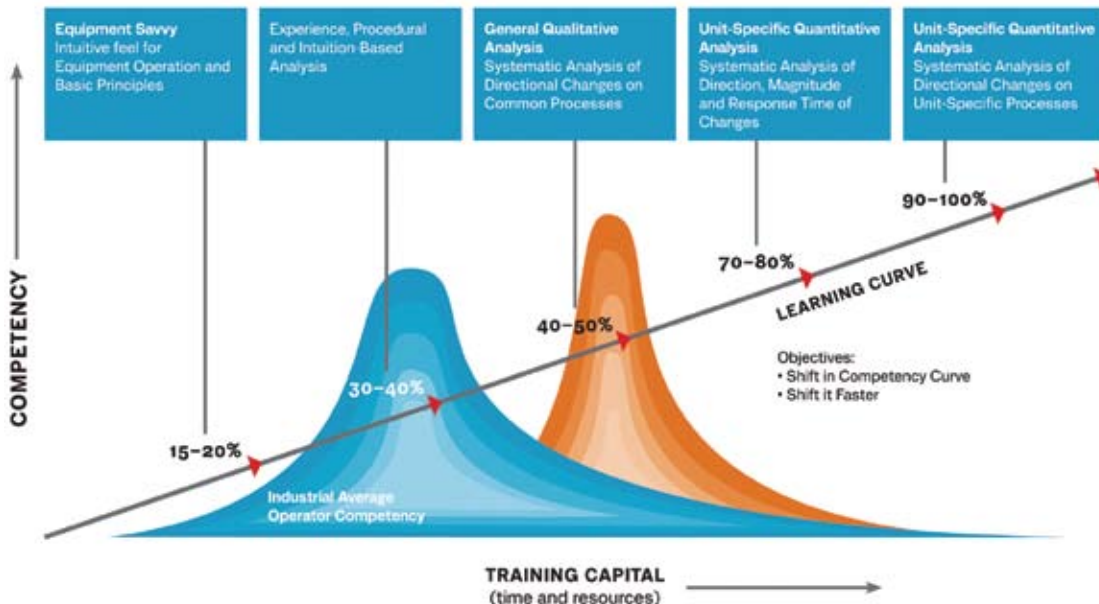 Equipment Savvy
Intuitive feel for
Equipment Operation and
Basic Principles
Experience, Procedural
and Intuition-Based
Analysis
General Qualitative
Analysis
Systematic Analysis of
Directional Changes on
Common Processes
Unit-Specific Quantitative
Analysis
Systematic Analysis of
Direction, Magnitude
and Response Time of
Changes
Unit-Specific Quantitative
Analysis
Systematic Analysis of
Directional Changes on
Unit-Specific Processes
COMPETENCY
15–20%
30–40%
40–50%
70–80%
90–100%
LEARNING CURVE
Objectives:
• Shift in Competency Curve
• Shift it Faster
Industrial Average
Operator Competency
TRAINING CAPITAL
(time and resources)